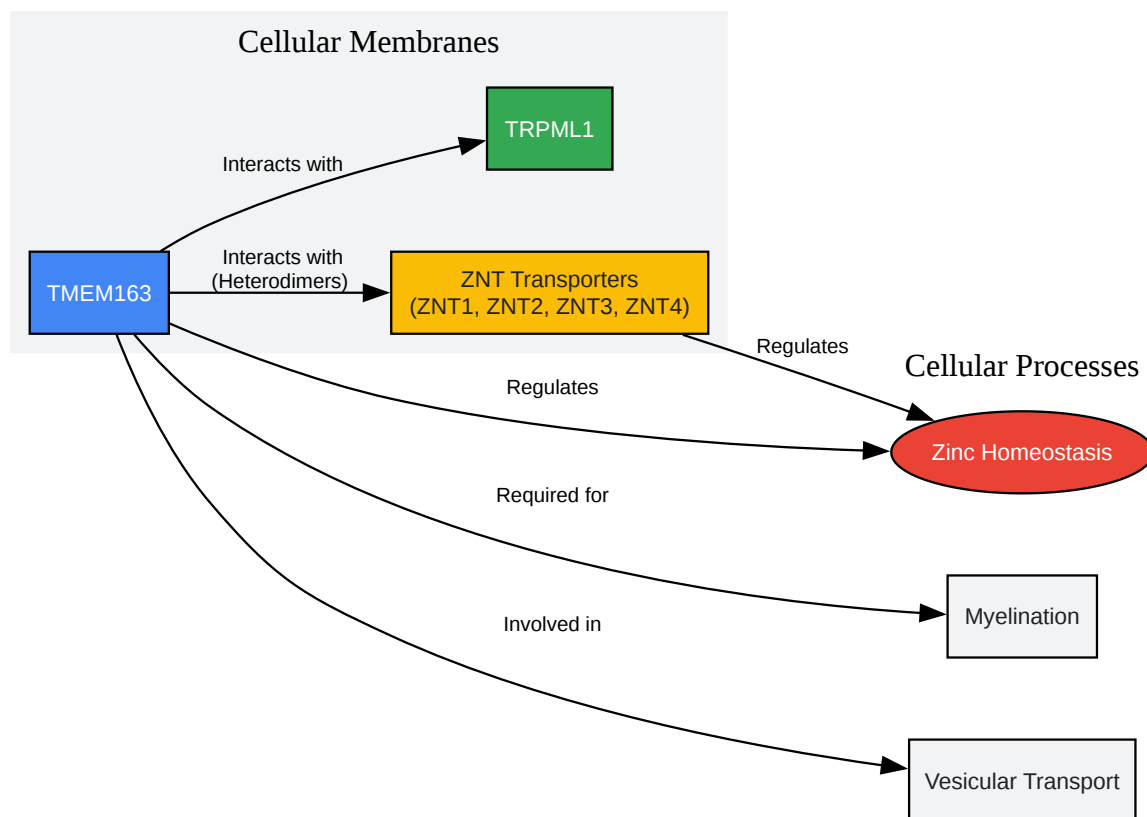 Cellular Membranes
TRPML1
Interacts with
TMEM163
Interacts with
(Heterodimers)
ZNT Transporters
(ZNT1, ZNT2, ZNT3, ZNT4)
Regulates
Cellular Processes
Regulates
Zinc Homeostasis
Required for
Myelination
Involved in
Vesicular Transport